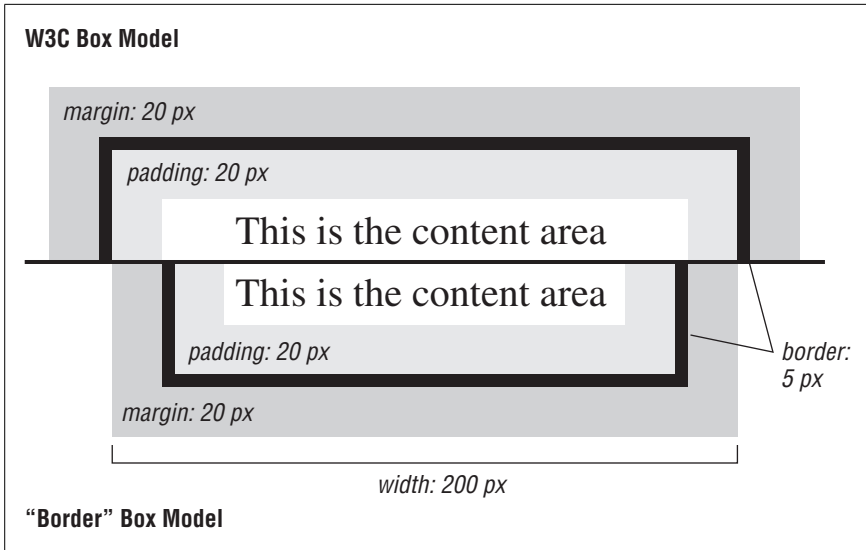 W3C Box Model
margin: 20 px
padding: 20 px
This is the content area
This is the content area
padding: 20 px
border:
5 px
margin: 20 px
width: 200 px
“Border” Box Model